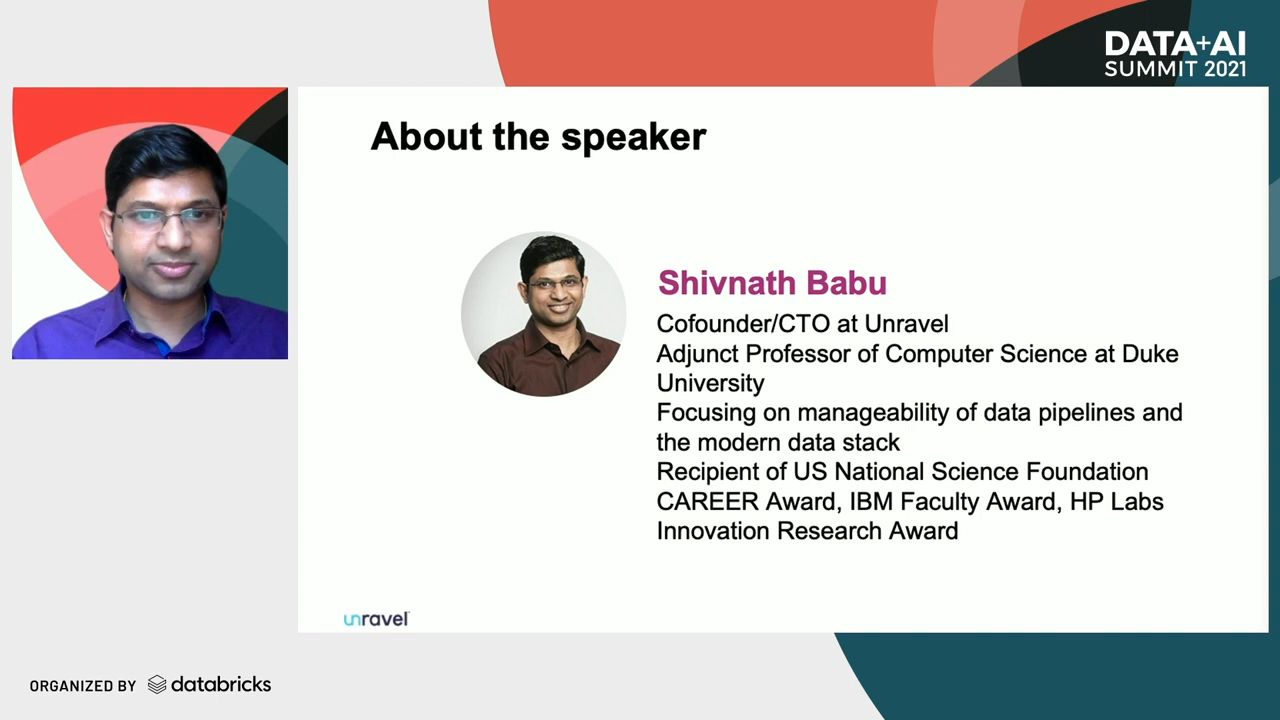 DATA+AI
SUMMIT 2021
About the speaker
Shivnath Babu
Cofounder/CTO at Unravel
Adjunct Professor of Computer Science at Duke
University
Focusing on manageability of data pipelines and
the modern data stack
Recipient of US National Science Foundation
CAREER Award, IBM Faculty Award, HP Labs
Innovation Research Award
unravel
ORGANIZED BY databricks